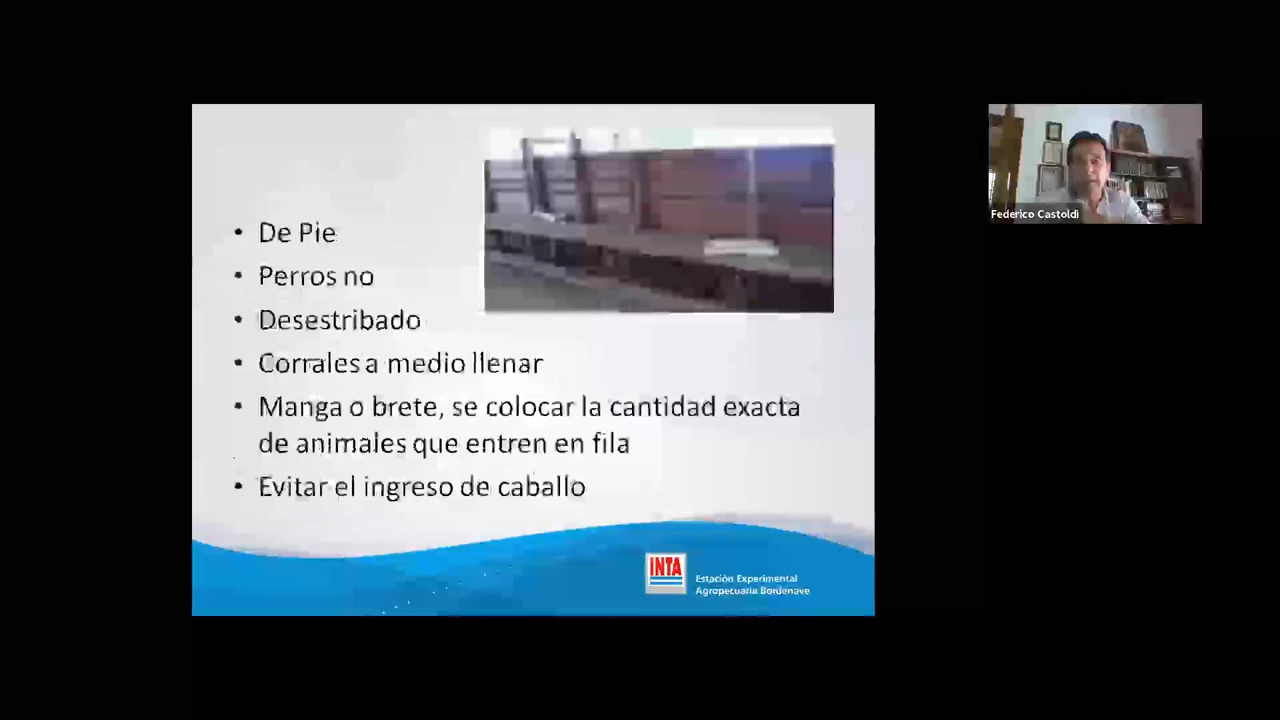 • De Pie
• Perros no
• Desestribado
• Corrales a medio llenar
• Manga o brete, se colocar la cantidad exacta
de animales que entren en fila
• Evitar el ingreso de caballo
INTA
Estación Experimental
Agropecuaria Bordenave
Federico Castoldi